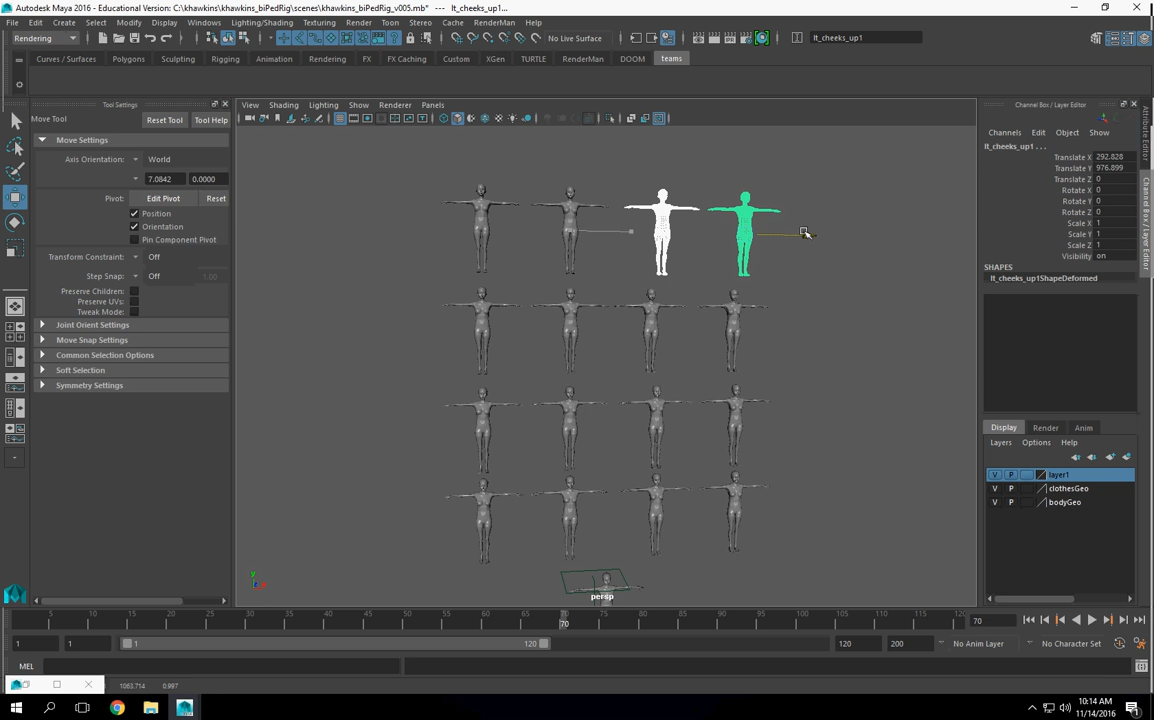 Autodesk Maya 2016 - Educational Version: C:\khawkins\khawkins_biPedRig\scenes\khawkins_biPedRig_v005.mb* --- lt_cheeks_up1...
File Edit Create Select Modify Display Windows Lighting/Shading Texturing Render Toon Stereo Cache RenderMan Help
Rendering No Live Surface lt_cheeks_up1
Curves / Surfaces Polygons Sculpting Rigging Animation Rendering FX FX Caching Custom XGen TURTLE RenderMan DOOM teams
Tool Settings
Move Tool Reset Tool Tool Help
Move Settings
Axis Orientation: World
7.0842 0.0000
Pivot: Edit Pivot Reset
Position
Orientation
Pin Component Pivot
Transform Constraint: Off
Step Snap: Off 1.00
Preserve Children:
Preserve UVs:
Tweak Mode:
Joint Orient Settings
Move Snap Settings
Common Selection Options
Soft Selection
Symmetry Settings
View Shading Lighting Show Renderer Panels
persp
y
Channel Box / Layer Editor
Channels Edit Object Show
lt_cheeks_up1 . . .
Translate X 292.828
Translate Y 976.899
Translate Z 0
Rotate X 0
Rotate Y 0
Rotate Z 0
Scale X 1
Scale Y 1
Scale Z 1
Visibility on
SHAPES
lt_cheeks_up1ShapeDeformed
Attribute Editor
Channel Box / Layer Editor
Display Render Anim
Layers Options Help
V P layer1
V P clothesGeo
V P bodyGeo
5 10 15 20 25 30 35 40 45 50 55 60 65 70 75 80 85 90 95 100 105 110 115 120
70
70
1 1 1 120 120 200 No Anim Layer No Character Set
MEL
1063.714 0.997
10:14 AM
11/14/2016
1